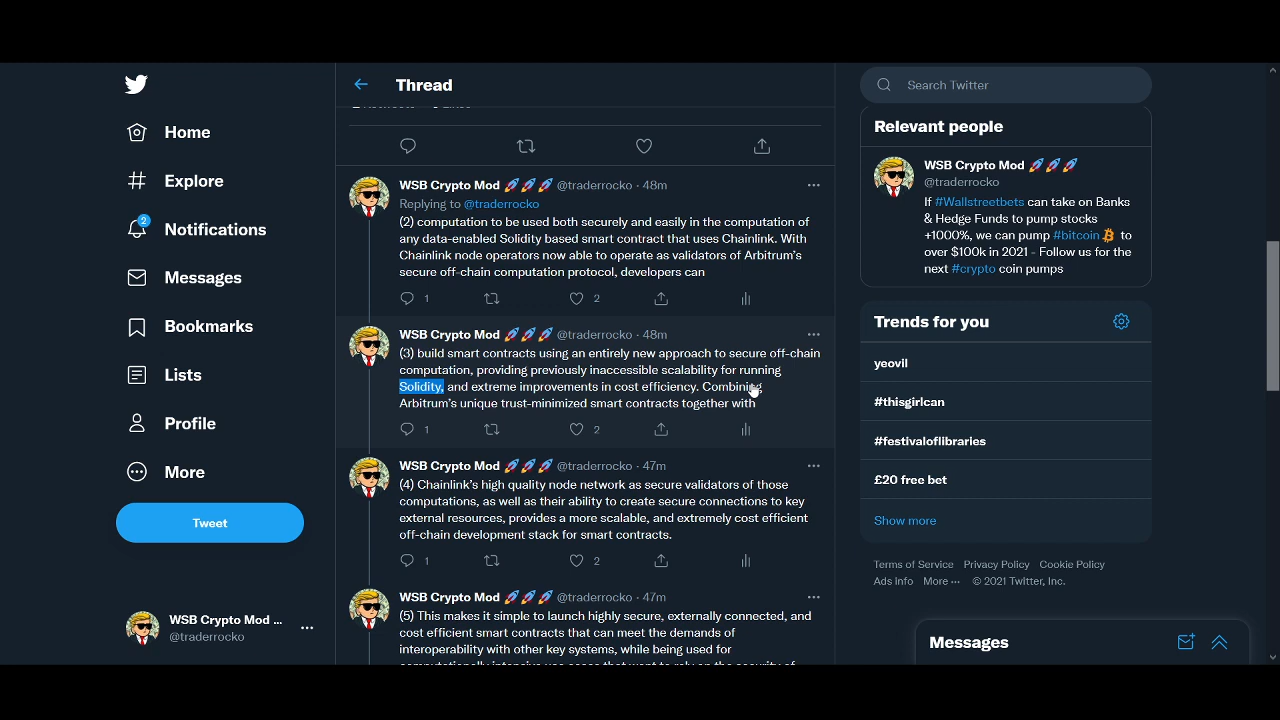 Home
Explore
2
Notifications
Messages
Bookmarks
Lists
Profile
More
Tweet
WSB Crypto Mod ...
@traderrocko
Thread
WSB Crypto Mod 🚀🚀🚀 @traderrocko · 48m
Replying to @traderrocko
(2) computation to be used both securely and easily in the computation of
any data-enabled Solidity based smart contract that uses Chainlink. With
Chainlink node operators now able to operate as validators of Arbitrum's
secure off-chain computation protocol, developers can
1 2
WSB Crypto Mod 🚀🚀🚀 @traderrocko · 48m
(3) build smart contracts using an entirely new approach to secure off-chain
computation, providing previously inaccessible scalability for running
Solidity, and extreme improvements in cost efficiency. Combining
Arbitrum's unique trust-minimized smart contracts together with
1 2
WSB Crypto Mod 🚀🚀🚀 @traderrocko · 47m
(4) Chainlink's high quality node network as secure validators of those
computations, as well as their ability to create secure connections to key
external resources, provides a more scalable, and extremely cost efficient
off-chain development stack for smart contracts.
1 2
WSB Crypto Mod 🚀🚀🚀 @traderrocko · 47m
(5) This makes it simple to launch highly secure, externally connected, and
cost efficient smart contracts that can meet the demands of
interoperability with other key systems, while being used for
Search Twitter
Relevant people
WSB Crypto Mod 🚀🚀🚀
@traderrocko
If #Wallstreetbets can take on Banks
& Hedge Funds to pump stocks
+1000%, we can pump #bitcoin to
over $100k in 2021 - Follow us for the
next #crypto coin pumps
Trends for you
yeovil
#thisgirlcan
#festivaloflibraries
£20 free bet
Show more
Terms of Service Privacy Policy Cookie Policy
Ads Info More ··· © 2021 Twitter, Inc.
Messages